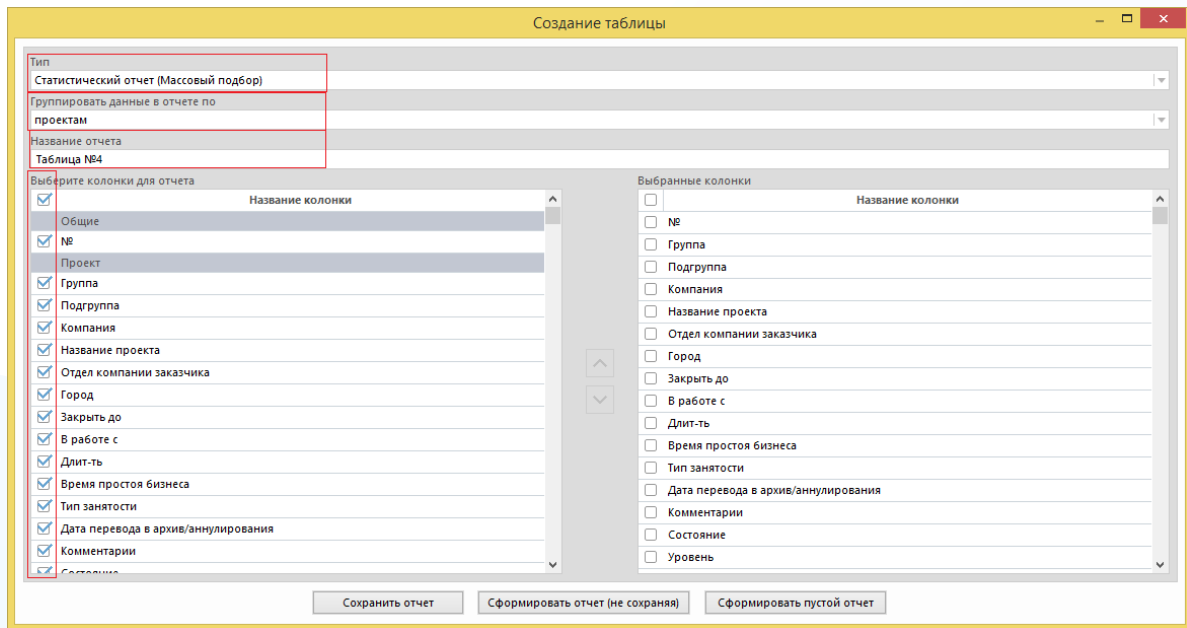 Создание таблицы
Тип
Статистический отчет (Массовый подбор)
Группировать данные в отчете по
проектам
Название отчета
Таблица №4
Выберите колонки для отчета
Название колонки
Общие
№
Проект
Группа
Подгруппа
Компания
Название проекта
Отдел компании заказчика
Город
Закрыть до
В работе с
Длит-ть
Время простоя бизнеса
Тип занятости
Дата перевода в архив/аннулирования
Комментарии
Состояние
Выбранные колонки
Название колонки
№
Группа
Подгруппа
Компания
Название проекта
Отдел компании заказчика
Город
Закрыть до
В работе с
Длит-ть
Время простоя бизнеса
Тип занятости
Дата перевода в архив/аннулирования
Комментарии
Состояние
Уровень
Сохранить отчет
Сформировать отчет (не сохраняя)
Сформировать пустой отчет